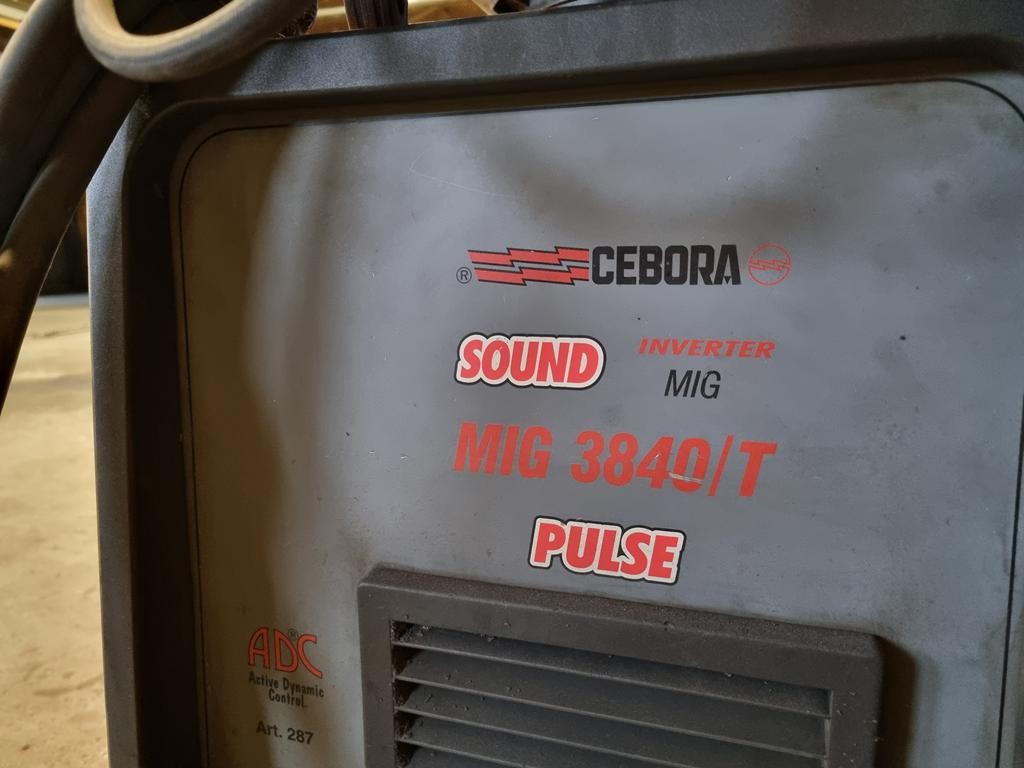 ® CEBORA
SOUND INVERTER
MIG
MIG 3840/T
PULSE
ADC®
Active Dynamic
Control
Art. 287